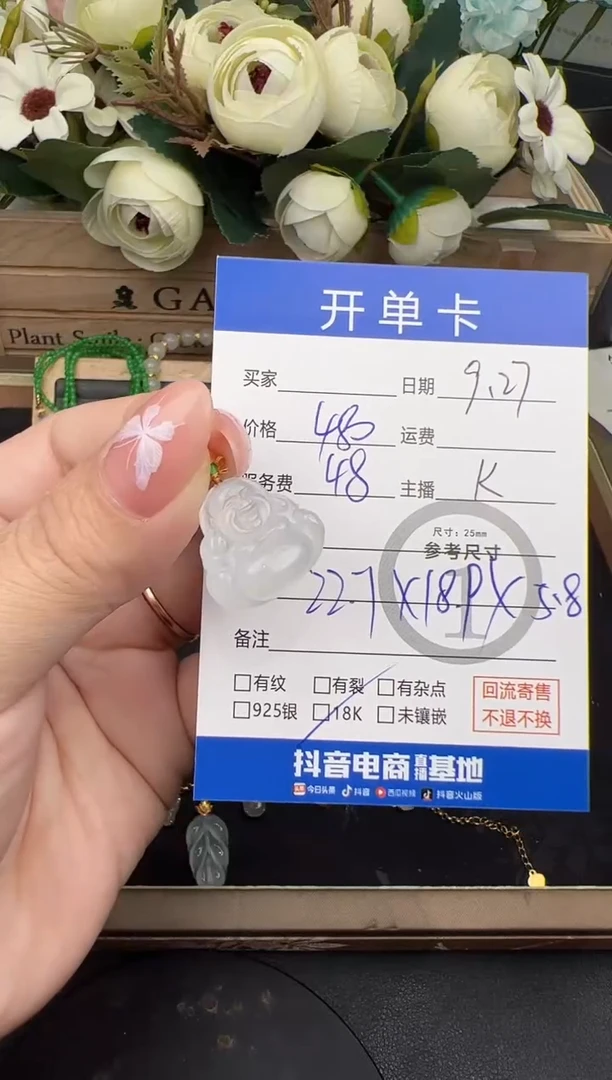 GA
Plant
开单卡
买家 日期 9.27
价格 480 运费
服务费 48 主播 K
尺寸：25mm
参考尺寸
1
22.7X18.9X5.8
备注
有纹 有裂 有杂点
925银 18K 未镶嵌
回流寄售
不退不换
抖音电商直播基地
头条 今日头条 抖音 西瓜视频 抖音火山版